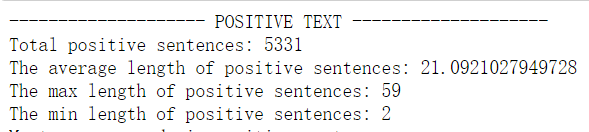 -------------------- POSITIVE TEXT --------------------
Total positive sentences: 5331
The average length of positive sentences: 21.0921027949728
The max length of positive sentences: 59
The min length of positive sentences: 2